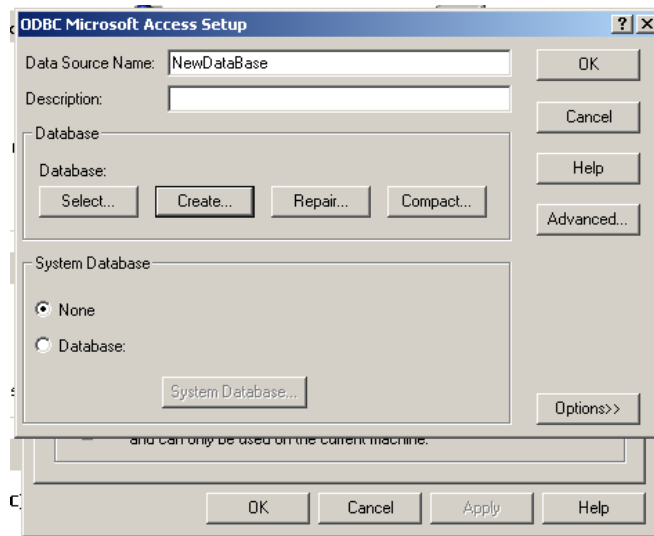 ODBC Microsoft Access Setup
Data Source Name: NewDataBase
OK
Description:
Cancel
Database
Database:
Help
Select... Create... Repair... Compact...
Advanced...
System Database
None
Database:
System Database...
Options>>
and can only be used on the current machine.
OK Cancel Apply Help